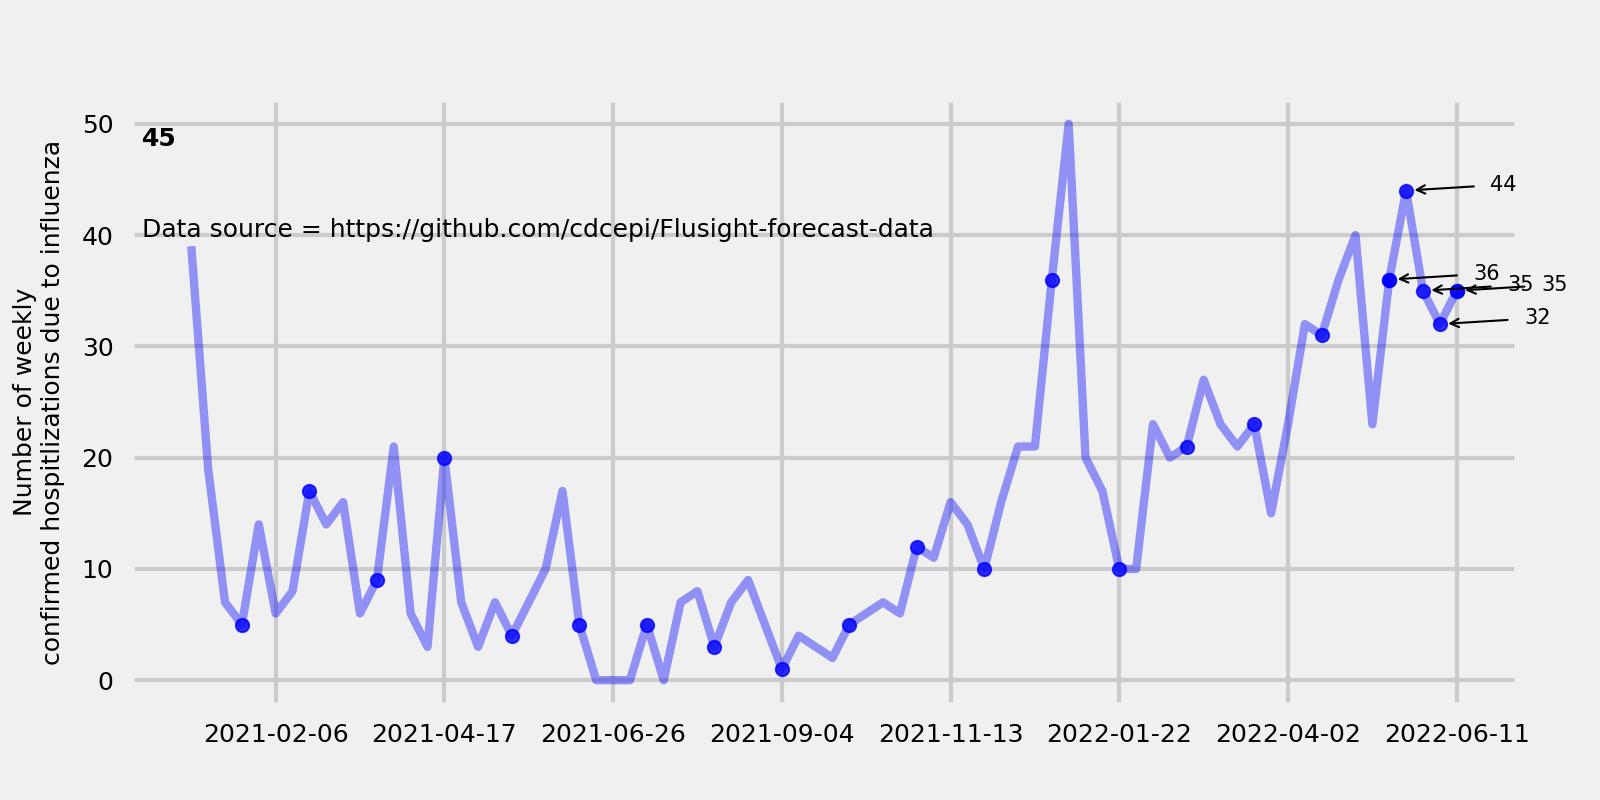 Number of weekly
confirmed hospitlizations due to influenza
50
40
30
20
10
0
45
Data source = https://github.com/cdcepi/Flusight-forecast-data
44
36
35 35
32
2021-02-06 2021-04-17 2021-06-26 2021-09-04 2021-11-13 2022-01-22 2022-04-02 2022-06-11